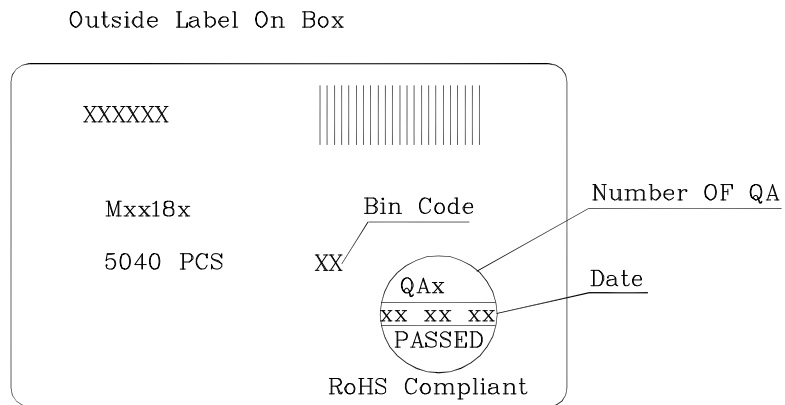 Outside Label On Box
XXXXXX
Mxx18x
Bin Code
Number OF QA
5040 PCS
XX
QAx
Date
xx xx xx
PASSED
RoHS Compliant